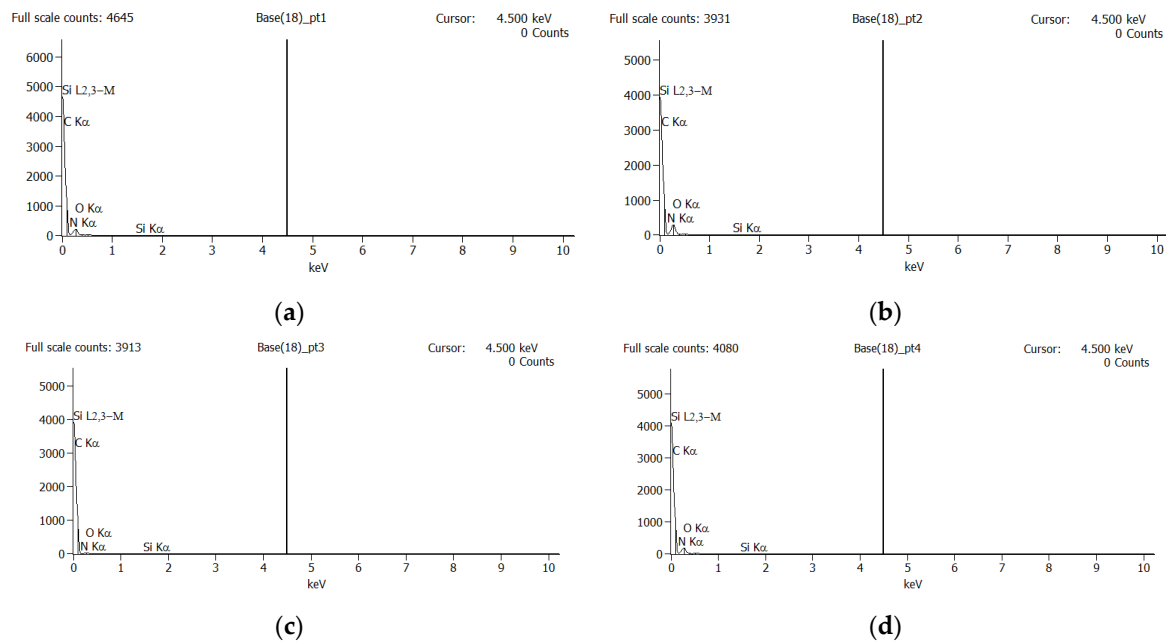 Full scale counts: 4645 Base(18)_pt1 Cursor: 4.500 keV
0 Counts
6000
5000
4000
3000
2000
1000
0
Si L2,3-M
C Kα
O Kα
N Kα
Si Kα
0 1 2 3 4 5 6 7 8 9 10
keV
(a)
Full scale counts: 3931 Base(18)_pt2 Cursor: 4.500 keV
0 Counts
5000
4000
3000
2000
1000
0
Si L2,3-M
C Kα
O Kα
N Kα
Si Kα
0 1 2 3 4 5 6 7 8 9 10
keV
(b)
Full scale counts: 3913 Base(18)_pt3 Cursor: 4.500 keV
0 Counts
5000
4000
3000
2000
1000
0
Si L2,3-M
C Kα
O Kα
N Kα
Si Kα
0 1 2 3 4 5 6 7 8 9 10
keV
(c)
Full scale counts: 4080 Base(18)_pt4 Cursor: 4.500 keV
0 Counts
5000
4000
3000
2000
1000
0
Si L2,3-M
C Kα
O Kα
N Kα
Si Kα
0 1 2 3 4 5 6 7 8 9 10
keV
(d)